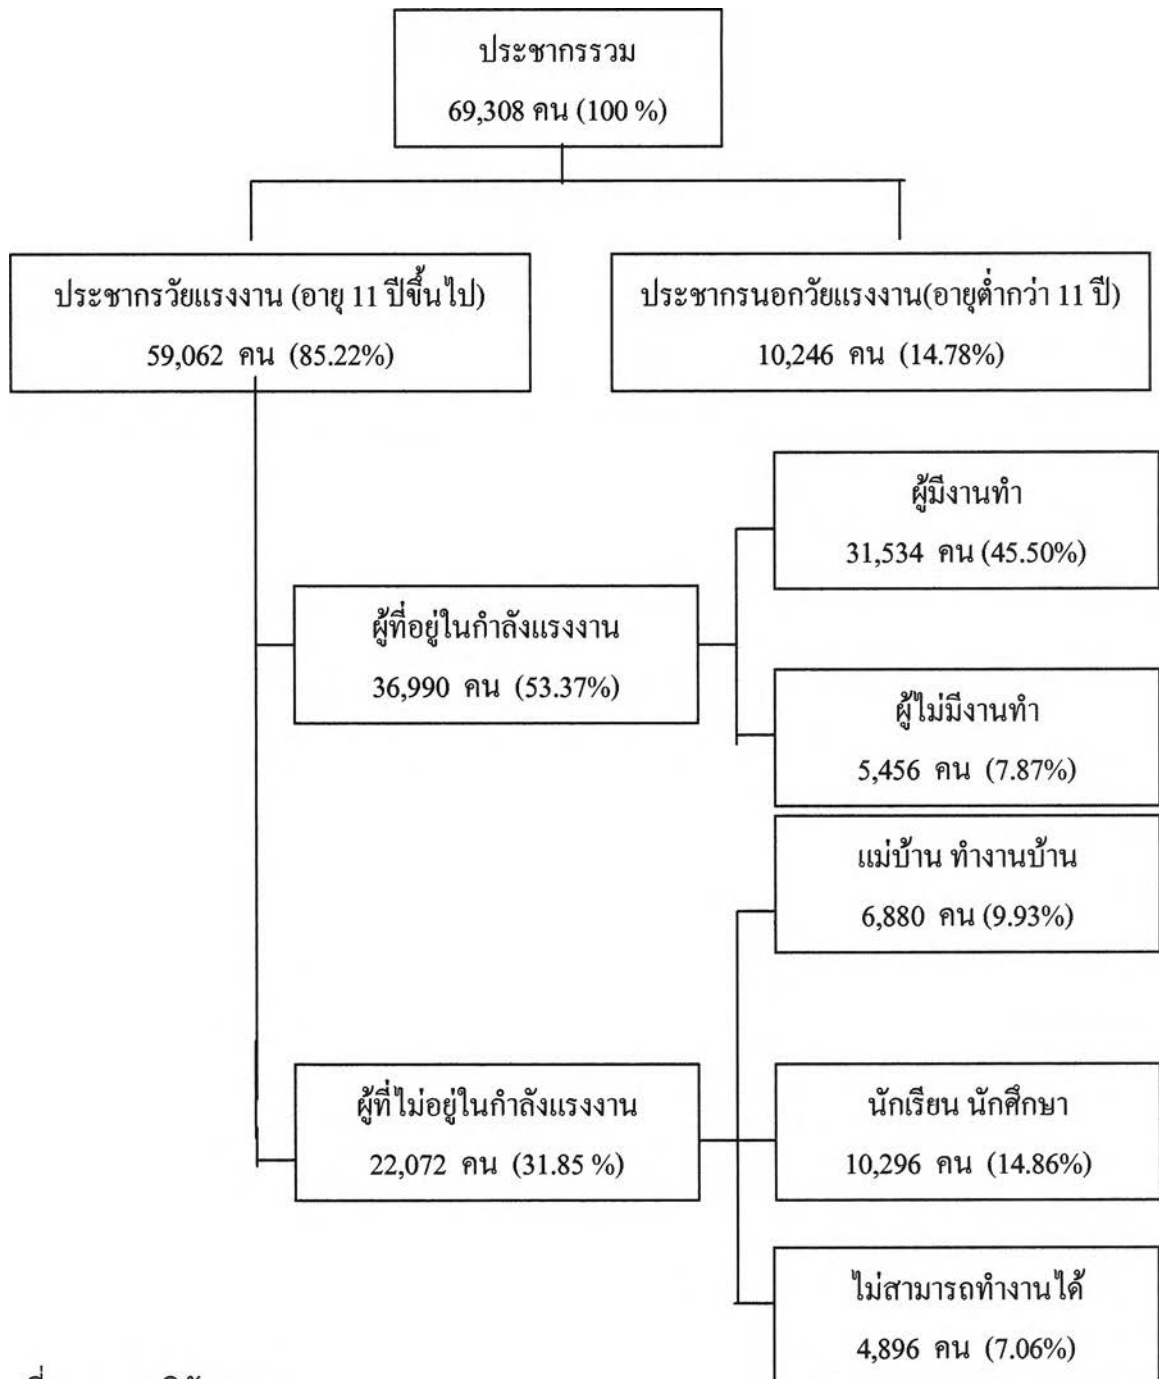 ประชากรรวม
69,308 คน (100 %)
ประชากรวัยแรงงาน (อายุ 11 ปีขึ้นไป)
59,062 คน (85.22%)
ประชากรนอกวัยแรงงาน(อายุต่ำกว่า 11 ปี)
10,246 คน (14.78%)
ผู้ที่อยู่ในกำลังแรงงาน
36,990 คน (53.37%)
ผู้มีงานทำ
31,534 คน (45.50%)
ผู้ไม่มีงานทำ
5,456 คน (7.87%)
ผู้ที่ไม่อยู่ในกำลังแรงงาน
22,072 คน (31.85 %)
แม่บ้าน ทำงานบ้าน
6,880 คน (9.93%)
นักเรียน นักศึกษา
10,296 คน (14.86%)
ไม่สามารถทำงานได้
4,896 คน (7.06%)